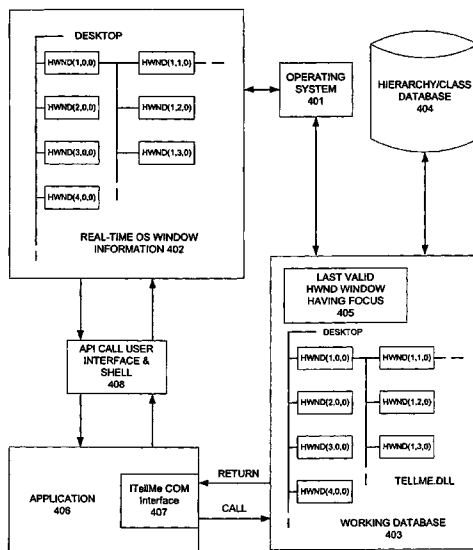 DESKTOP
HWND(1,0,0)
HWND(1,1,0)
HWND(2,0,0)
HWND(1,2,0)
HWND(3,0,0)
HWND(1,3,0)
HWND(4,0,0)
REAL-TIME OS WINDOW
INFORMATION 402
OPERATING
SYSTEM
401
HIERARCHY/CLASS
DATABASE
404
LAST VALID
HWND WINDOW
HAVING FOCUS
405
DESKTOP
HWND(1,0,0)
HWND(1,1,0)
HWND(2,0,0)
HWND(1,2,0)
HWND(3,0,0)
HWND(1,3,0)
HWND(4,0,0)
TELLME.DLL
WORKING DATABASE
403
API CALL USER
INTERFACE &
SHELL
408
APPLICATION
406
ITellMe COM
Interface
407
RETURN
CALL